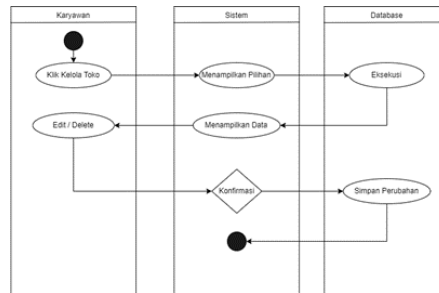 Karyawan
Sistem
Database
Klik Kelola Toko
Menampilkan Pilihan
Eksekusi
Edit / Delete
Menampilkan Data
Konfirmasi
Simpan Perubahan